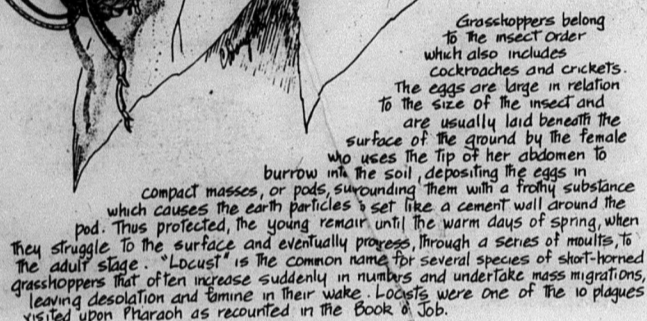 Grasshoppers belong
to the insect order
which also includes
cockroaches and crickets.
The eggs are large in relation
to the size of the insect and
are usually laid beneath the
surface of the ground by the female
who uses the tip of her abdomen to
burrow into the soil, depositing the eggs in
compact masses, or pods, surrounding them with a frothy substance
which causes the earth particles to set like a cement wall around the
pod. Thus protected, the young remain until the warm days of spring, when
they struggle to the surface and eventually progress, through a series of moults, to
the adult stage. "Locust" is the common name for several species of short-horned
grasshoppers that often increase suddenly in numbers and undertake mass migrations,
leaving desolation and famine in their wake. Locusts were one of the 10 plagues
visited upon Pharaoh as recounted in the Book of Job.